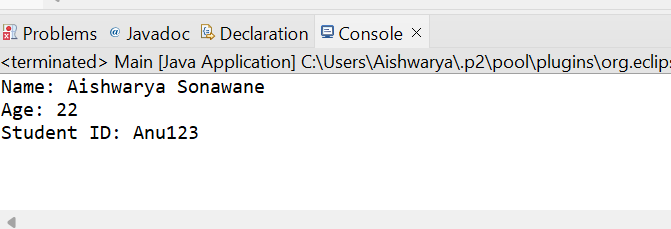 Problems @ Javadoc Declaration Console
<terminated> Main [Java Application] C:\Users\Aishwarya\.p2\pool\plugins\org.eclips
Name: Aishwarya Sonawane
Age: 22
Student ID: Anu123